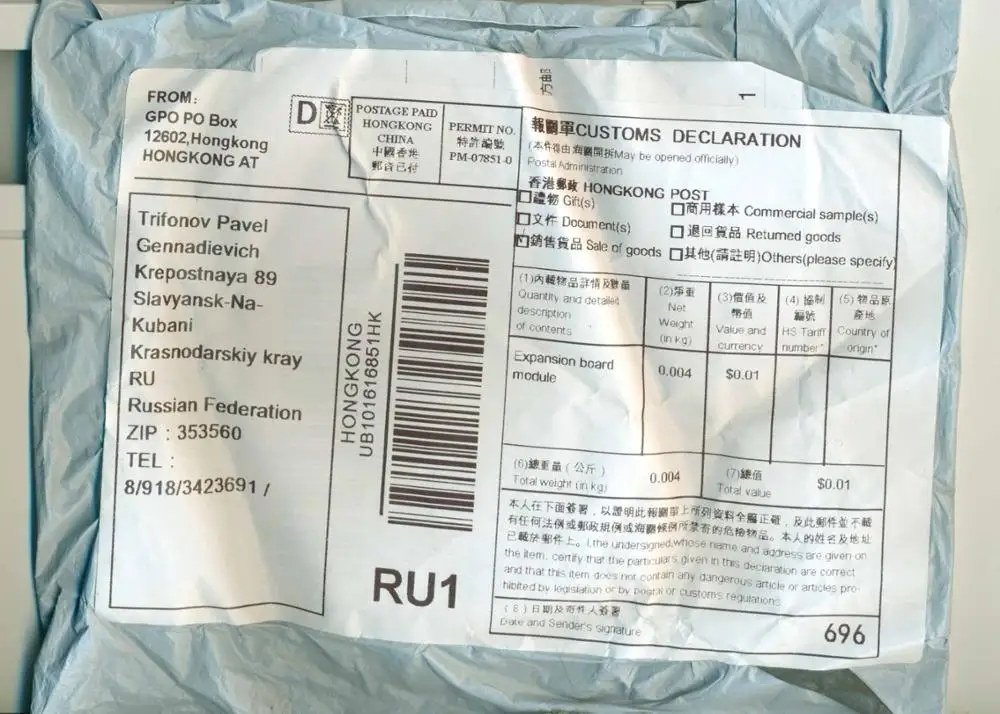 方部
1
FROM:
GPO PO Box
12602,Hongkong
HONGKONG AT
D
POSTAGE PAID
HONGKONG
CHINA
中國香港
郵資已付
PERMIT NO.
特許編號
PM-07851-0
Trifonov Pavel
Gennadievich
Krepostnaya 89
Slavyansk-Na-
Kubani
Krasnodarskiy kray
RU
Russian Federation
ZIP : 353560
TEL :
8/918/3423691 /
HONGKONG
UB101616851HK
RU1
報關單CUSTOMS DECLARATION
(本件得由海關開拆May be opened officially)
Postal Administration
香港郵政 HONGKONG POST
禮物 Gift(s)
商用樣本 Commercial sample(s)
文件 Document(s)
退回貨品 Returned goods
銷售貨品 Sale of goods
其他(請註明)Others(please specify)
(1)內載物品詳情及數量
Quantity and detailed
description
of contents
(2)淨重
Net
Weight
(in kg)
(3)價值及
幣值
Value and
currency
(4) 協制
編號
HS Tariff
number*
(5) 物品原
產地
Country of
origin*
Expansion board
module
0.004
$0.01
(6)總重量 (公斤)
Total weight (in kg)
0.004
(7)總值
Total value
$0.01
本人在下面簽署,以證明此報關單上所列資料全屬正確,及此郵件並不載
有任何法例或郵政規例或海關條例所禁寄的危險物品。本人的姓名及地址
已載於郵件上。I,the undersigned,whose name and address are given on
the item, certify that the particulars given in this declaration are correct
and that this item does not contain any dangerous article or articles pro-
hibited by legislation or by postal or customs regulations
(8)日期及寄件人簽署
Date and Sender's signature
696